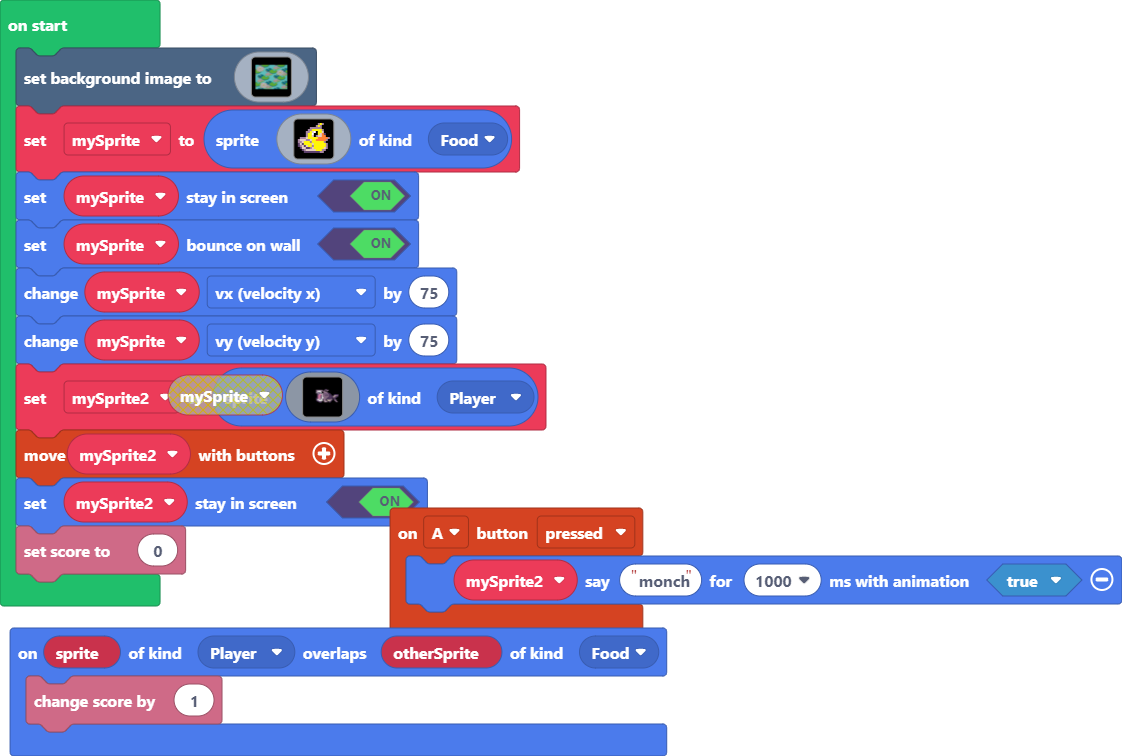 on start
set background image to
set mySprite to sprite of kind Food
set mySprite stay in screen ON
set mySprite bounce on wall ON
change mySprite vx (velocity x) by 75
change mySprite vy (velocity y) by 75
set mySprite2 mySprite of kind Player
move mySprite2 with buttons
set mySprite2 stay in screen ON
set score to 0
on A button pressed
mySprite2 say "monch" for 1000 ms with animation true
on sprite of kind Player overlaps otherSprite of kind Food
change score by 1